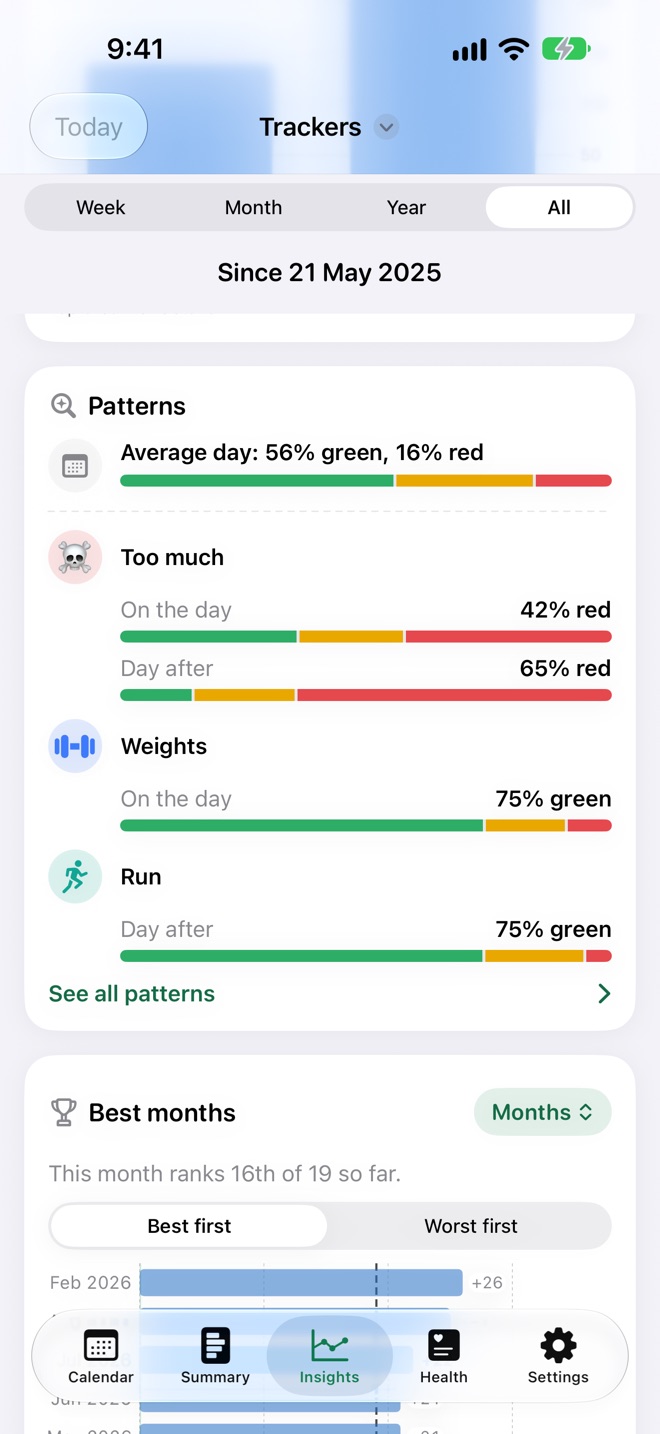 9:41
Today
Trackers
Week Month Year All
Since 21 May 2025
Patterns
Average day: 56% green, 16% red
Too much
On the day 42% red
Day after 65% red
Weights
On the day 75% green
Run
Day after 75% green
See all patterns
Best months
Months
This month ranks 16th of 19 so far.
Best first Worst first
Feb 2026 +26
Calendar Summary Insights Health Settings